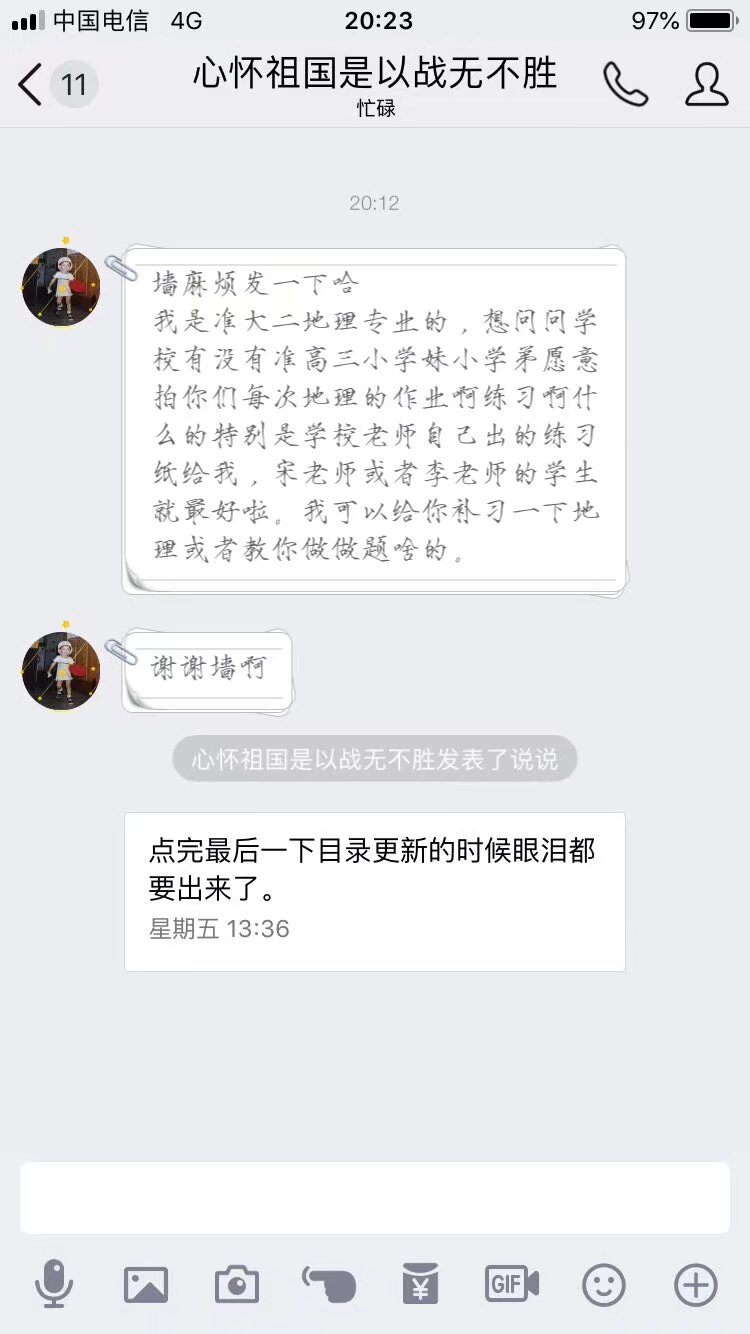 中国电信 4G 20:23 97%
11 心怀祖国是以战无不胜
忙碌
20:12
墙麻烦发一下哈
我是准大二地理专业的，想问问学
校有没有准高三小学妹小学弟愿意
拍你们每次地理的作业啊练习啊什
么的特别是学校老师自己出的练习
纸给我，宋老师或者李老师的学生
就最好啦。我可以给你补习一下地
理或者教你做做题啥的。
谢谢墙啊
心怀祖国是以战无不胜发表了说说
点完最后一下目录更新的时候眼泪都
要出来了。
星期五 13:36
GIF